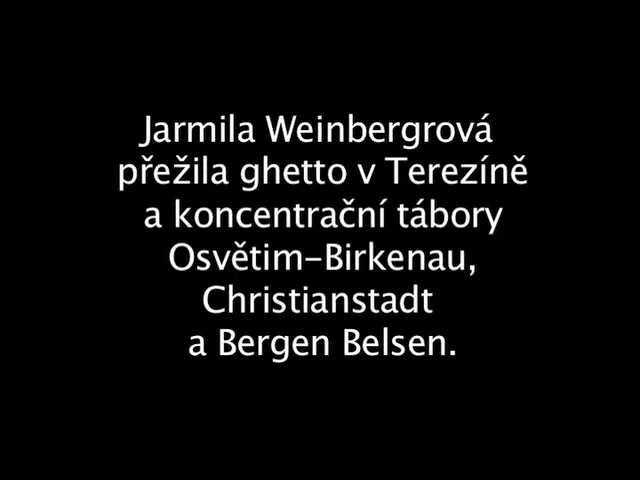 Jarmila Weinbergrová
přežila ghetto v Terezíně
a koncentrační tábory
Osvětim-Birkenau,
Christianstadt
a Bergen Belsen.